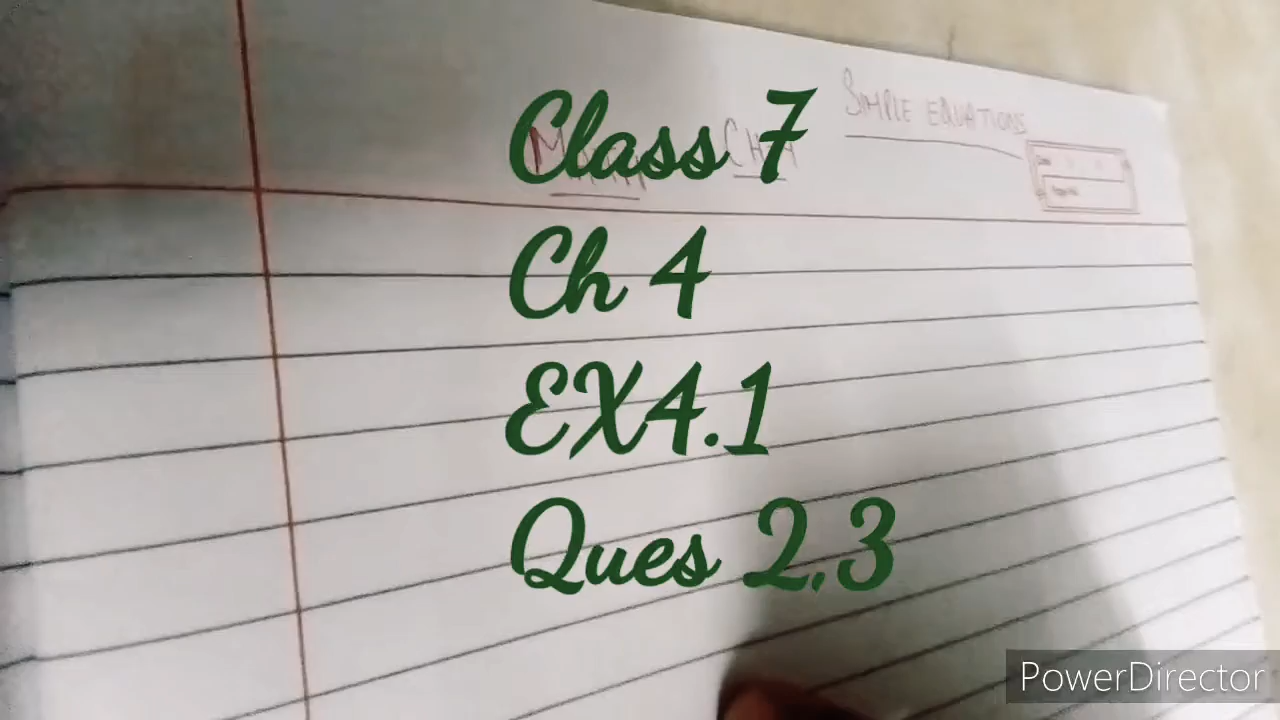 SIMPLE EQUATIONS
Class 7
Ch 4
EX4.1
Ques 2,3
PowerDirector